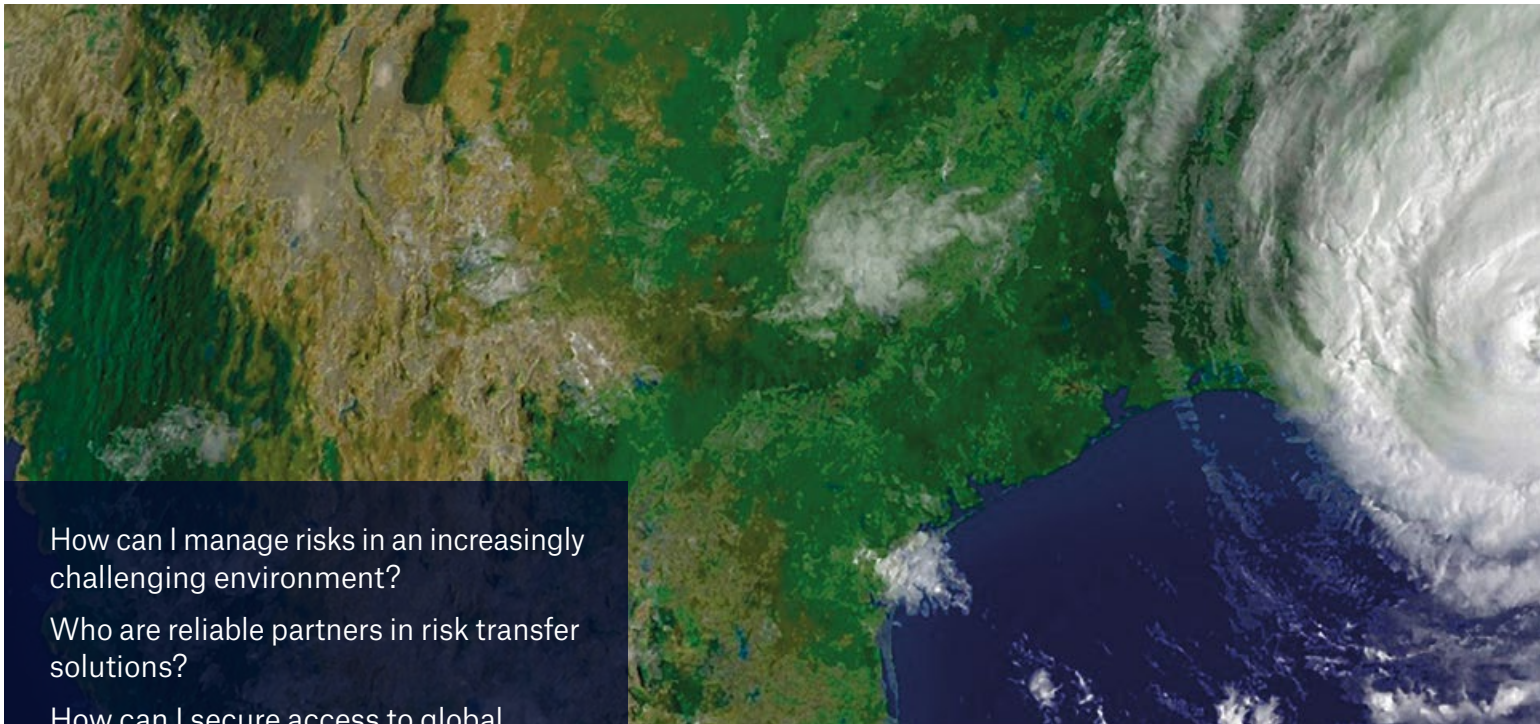 How can I manage risks in an increasingly
challenging environment?
Who are reliable partners in risk transfer
solutions?
How can I secure access to global